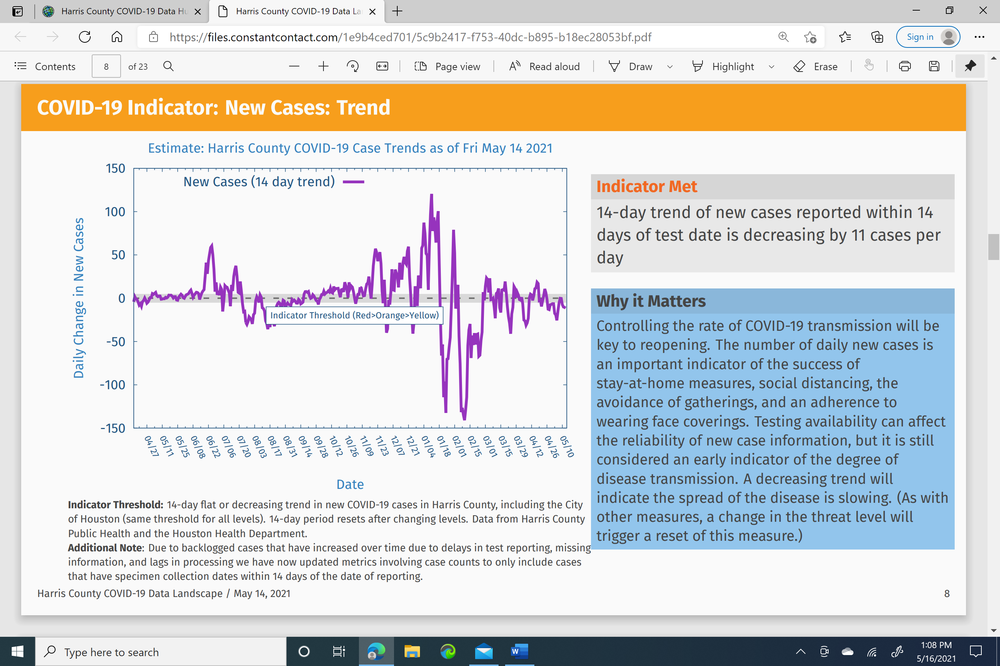 Harris County COVID-19 Data Hu
Harris County COVID-19 Data La
https://files.constantcontact.com/1e9b4ced701/5c9b2417-f753-40dc-b895-b18ec28053bf.pdf
Sign in
Contents
8
of 23
Page view
Read aloud
Draw
Highlight
Erase
COVID-19 Indicator: New Cases: Trend
Estimate: Harris County COVID-19 Case Trends as of Fri May 14 2021
New Cases (14 day trend)
150
100
50
0
-50
-100
-150
Daily Change in New Cases
Indicator Threshold (Red>Orange>Yellow)
04/27
05/11
05/25
06/08
06/22
07/06
07/20
08/03
08/17
08/31
09/14
09/28
10/12
10/26
11/09
11/23
12/07
12/21
01/04
01/18
02/01
02/15
03/01
03/15
03/29
04/12
04/26
05/10
Date
Indicator Met
14-day trend of new cases reported within 14
days of test date is decreasing by 11 cases per
day
Why it Matters
Controlling the rate of COVID-19 transmission will be
key to reopening. The number of daily new cases is
an important indicator of the success of
stay-at-home measures, social distancing, the
avoidance of gatherings, and an adherence to
wearing face coverings. Testing availability can affect
the reliability of new case information, but it is still
considered an early indicator of the degree of
disease transmission. A decreasing trend will
indicate the spread of the disease is slowing. (As with
other measures, a change in the threat level will
trigger a reset of this measure.)
Indicator Threshold: 14-day flat or decreasing trend in new COVID-19 cases in Harris County, including the City
of Houston (same threshold for all levels). 14-day period resets after changing levels. Data from Harris County
Public Health and the Houston Health Department.
Additional Note: Due to backlogged cases that have increased over time due to delays in test reporting, missing
information, and lags in processing we have now updated metrics involving case counts to only include cases
that have specimen collection dates within 14 days of the date of reporting.
Harris County COVID-19 Data Landscape / May 14, 2021
8
Type here to search
W
1:08 PM
5/16/2021